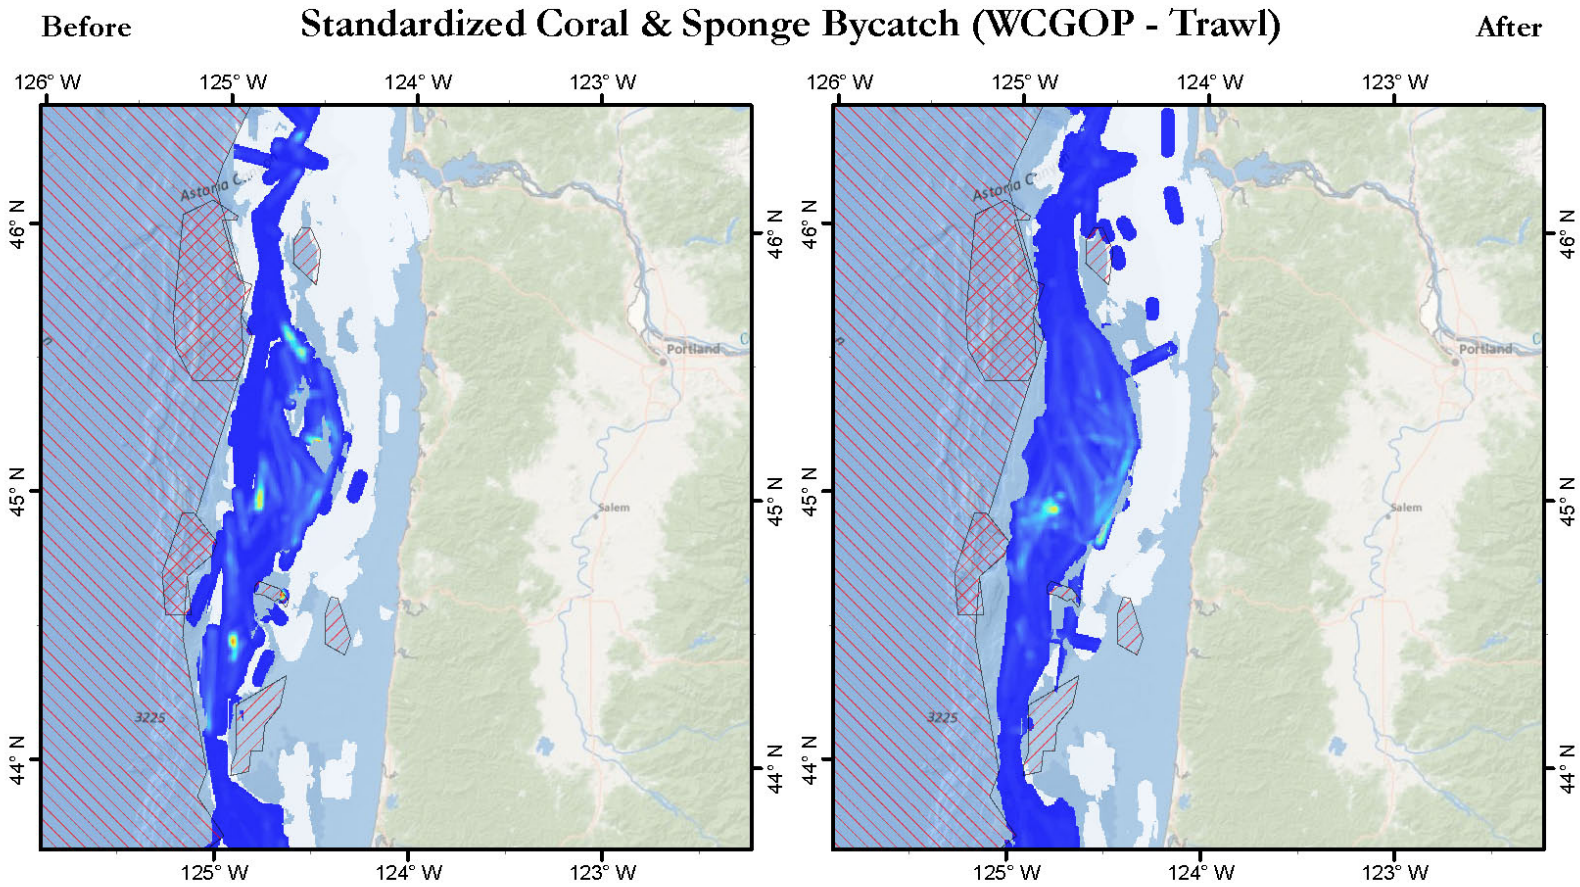 Before
Standardized Coral & Sponge Bycatch (WCGOP - Trawl)
After
126° W
125° W
124° W
123° W
126° W
125° W
124° W
123° W
46° N
45° N
44° N
46° N
45° N
44° N
46° N
45° N
44° N
46° N
45° N
44° N
Astoria C
Portland
Salem
3225
Astoria
Portland
Salem
3225
125° W
124° W
123° W
125° W
124° W
123° W